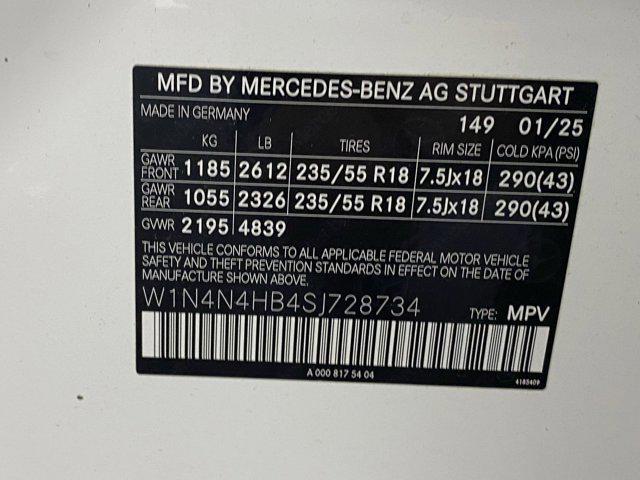 MFD BY MERCEDES-BENZ AG STUTTGART
MADE IN GERMANY
149 01/25
KG LB TIRES RIM SIZE COLD KPA (PSI)
GAWR FRONT 1185 2612 235/55 R18 7.5Jx18 290(43)
GAWR REAR 1055 2326 235/55 R18 7.5Jx18 290(43)
GVWR 2195 4839
THIS VEHICLE CONFORMS TO ALL APPLICABLE FEDERAL MOTOR VEHICLE
SAFETY AND THEFT PREVENTION STANDARDS IN EFFECT ON THE DATE OF
MANUFACTURE SHOWN ABOVE.
W1N4N4HB4SJ728734 TYPE: MPV
A 000 817 54 04
4185409